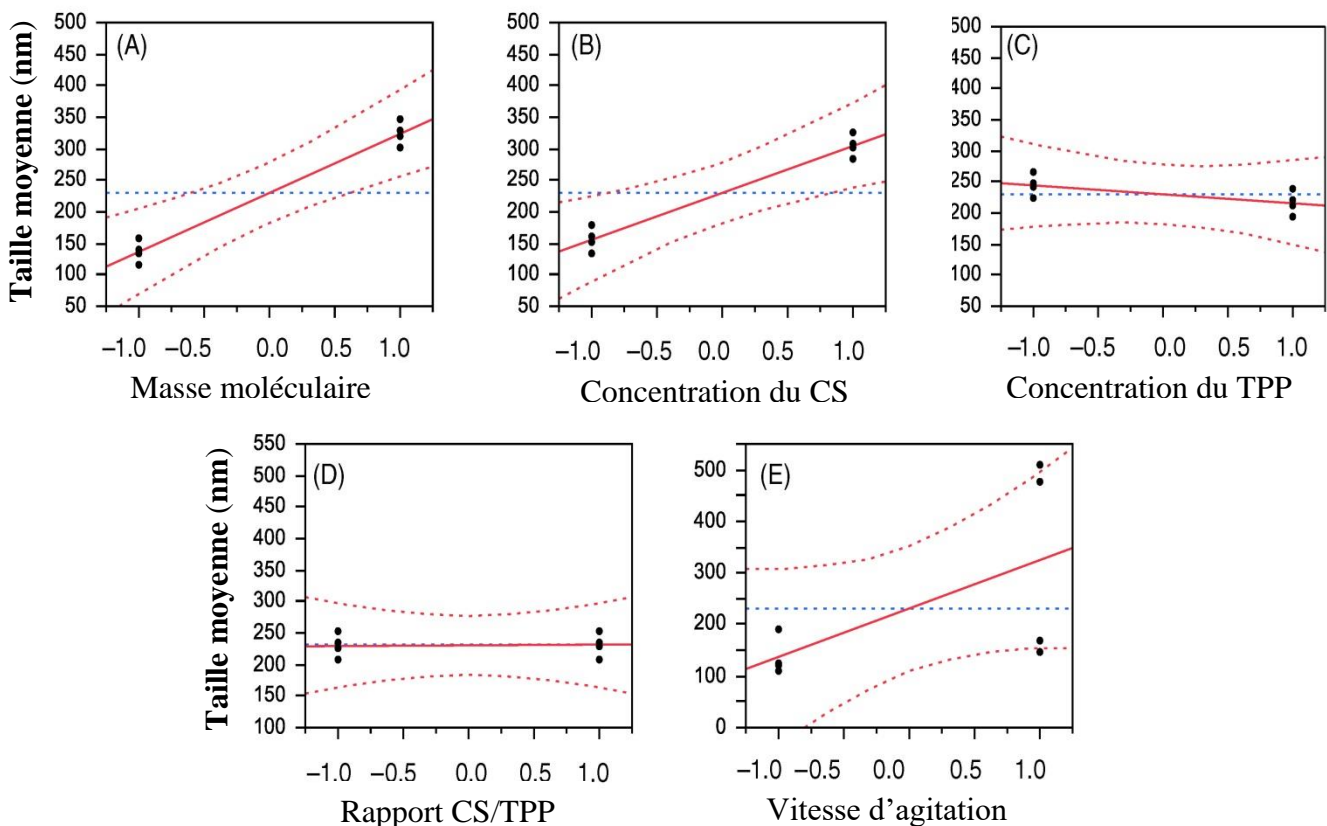 Taille moyenne (nm)
(A)
500
450
400
350
300
250
200
150
100
50
−1.0 −0.5 0.0 0.5 1.0
Masse moléculaire
(B)
500
450
400
350
300
250
200
150
100
50
−1.0 −0.5 0.0 0.5 1.0
Concentration du CS
(C)
500
450
400
350
300
250
200
150
100
50
−1.0 −0.5 0.0 0.5 1.0
Concentration du TPP
Taille moyenne (nm)
(D)
550
500
450
400
350
300
250
200
150
100
−1.0 −0.5 0.0 0.5 1.0
Rapport CS/TPP
(E)
500
400
300
200
100
0
−1.0 −0.5 0.0 0.5 1.0
Vitesse d’agitation